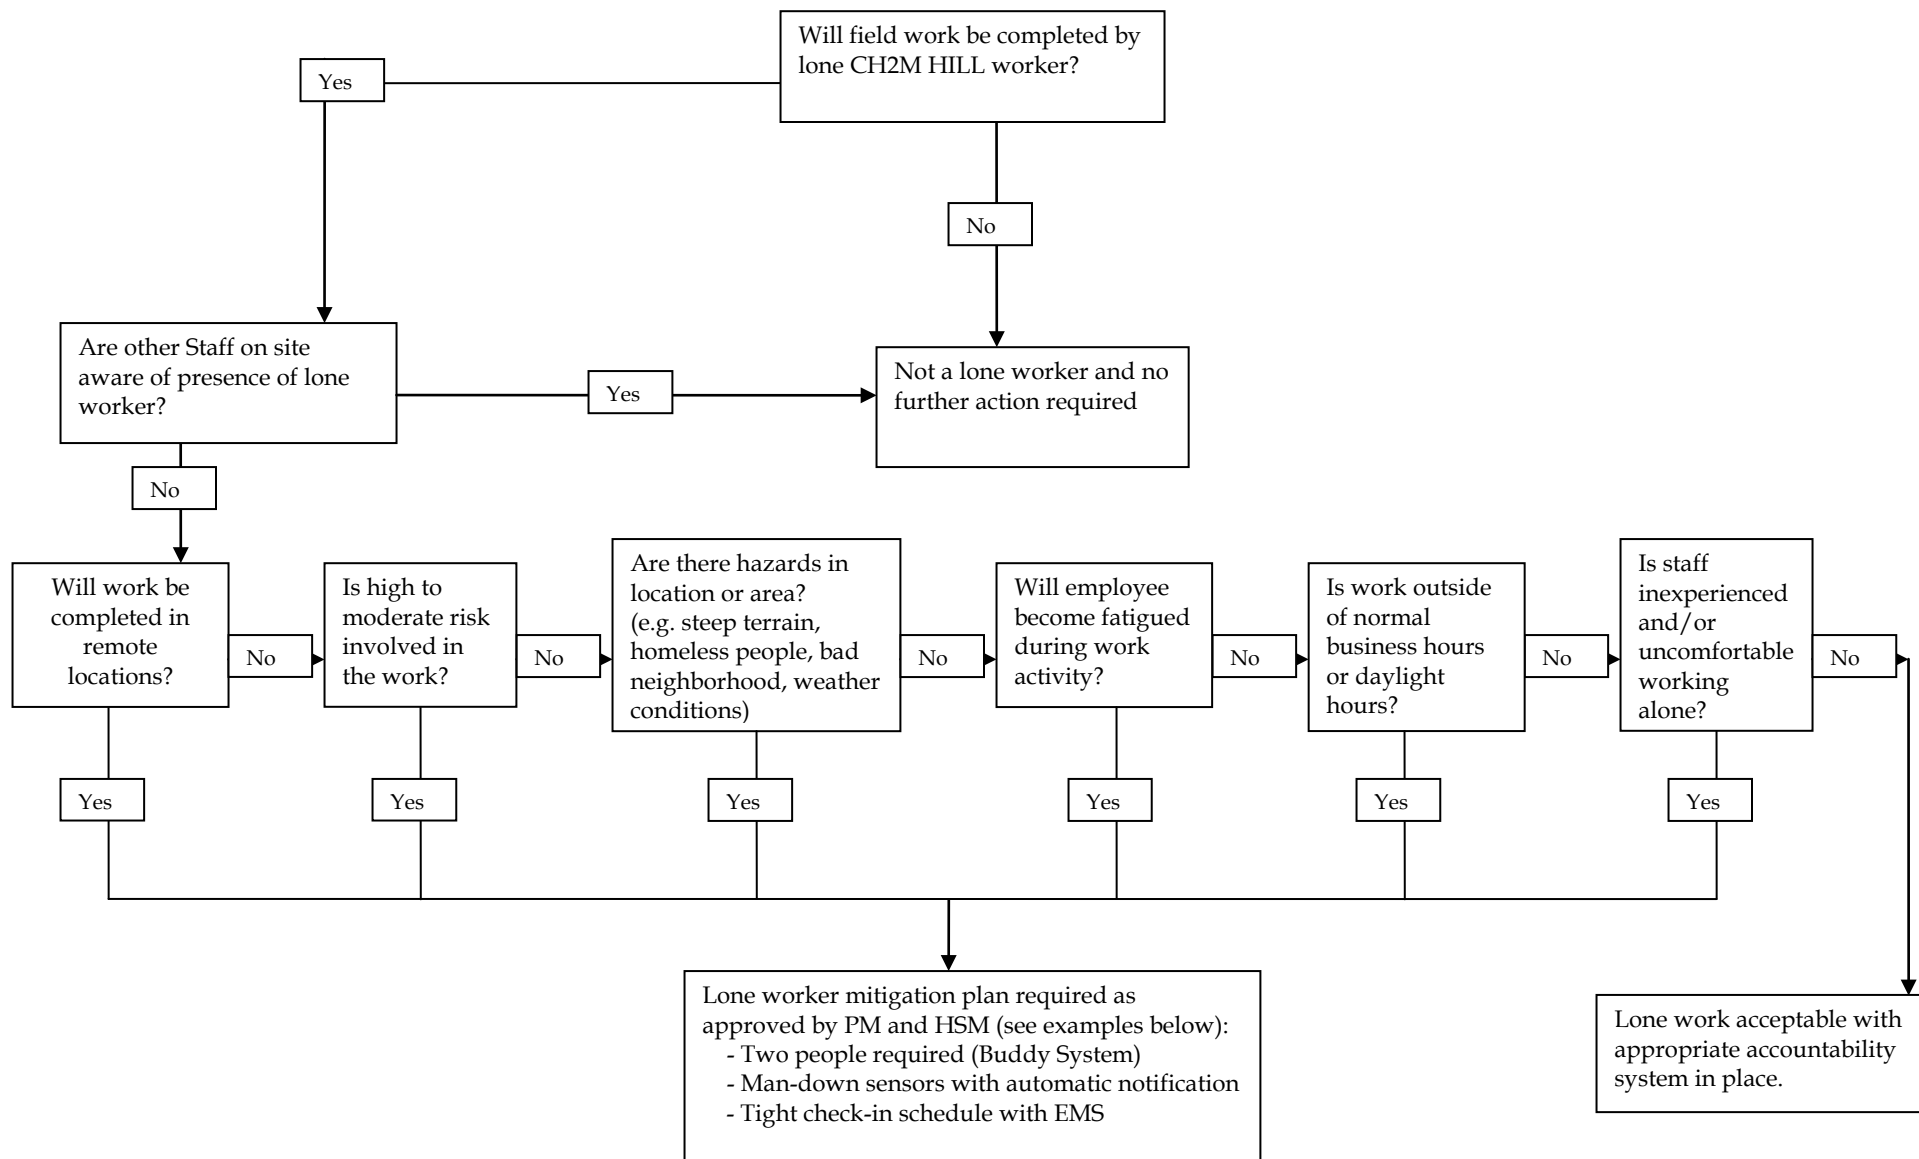 Will field work be completed by
lone CH2M HILL worker?
Yes
No
Are other Staff on site
aware of presence of lone
worker?
Yes
Not a lone worker and no
further action required
No
Will work be
completed in
remote
locations?
No
Is high to
moderate risk
involved in
the work?
No
Are there hazards in
location or area?
(e.g. steep terrain,
homeless people, bad
neighborhood, weather
conditions)
No
Will employee
become fatigued
during work
activity?
No
Is work outside
of normal
business hours
or daylight
hours?
No
Is staff
inexperienced
and/or
uncomfortable
working
alone?
No
Yes
Yes
Yes
Yes
Yes
Yes
Lone worker mitigation plan required as
approved by PM and HSM (see examples below):
- Two people required (Buddy System)
- Man-down sensors with automatic notification
- Tight check-in schedule with EMS
Lone work acceptable with
appropriate accountability
system in place.